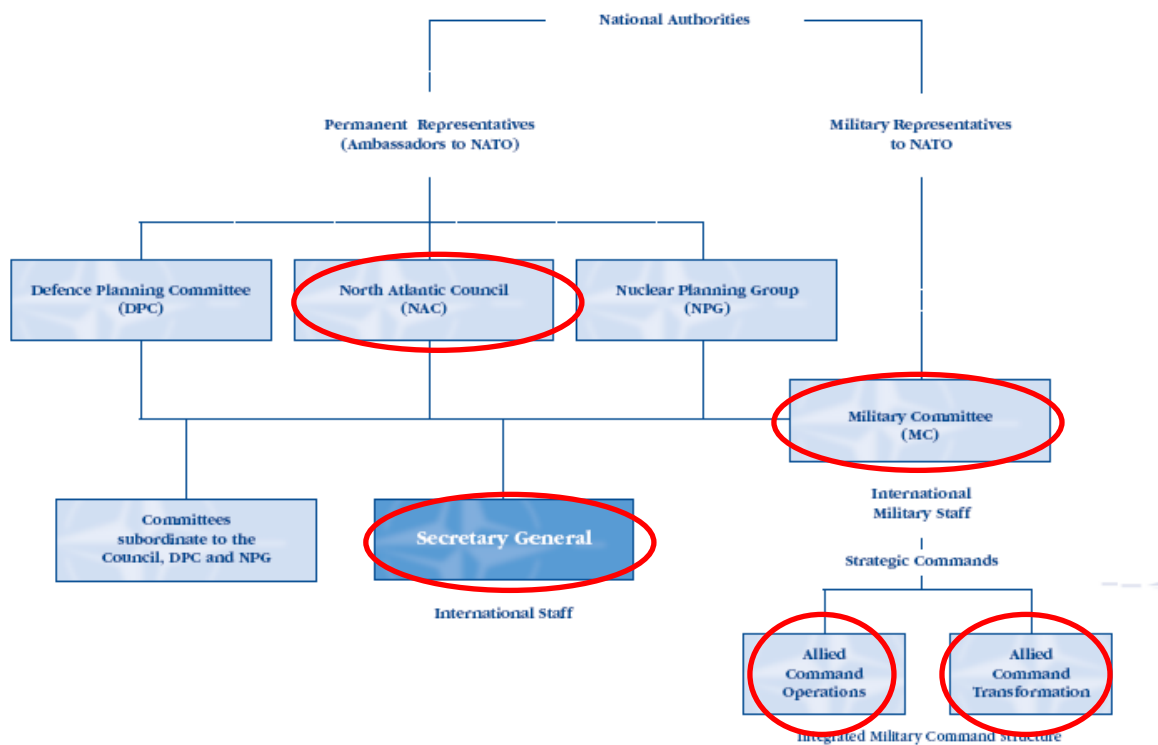 National Authorities
Permanent Representatives
(Ambassadors to NATO)
Military Representatives
to NATO
Defence Planning Committee
(DPC)
North Atlantic Council
(NAC)
Nuclear Planning Group
(NPG)
Military Committee
(MC)
Committees
subordinate to the
Council, DPC and NPG
Secretary General
International
Military Staff
International Staff
Strategic Commands
Allied
Command
Operations
Allied
Command
Transformation
Integrated Military Command Structure